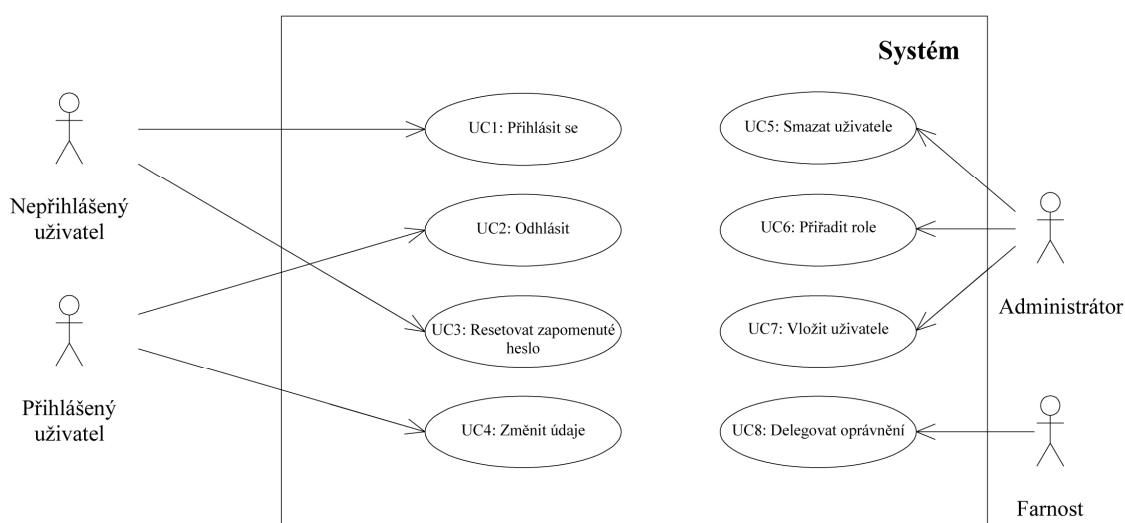 Systém
UC1: Přihlásit se
UC5: Smazat uživatele
Nepřihlášený
uživatel
UC2: Odhlásit
UC6: Přiřadit role
Administrátor
UC3: Resetovat zapomenuté
heslo
UC7: Vložit uživatele
Přihlášený
uživatel
UC4: Změnit údaje
UC8: Delegovat oprávnění
Farnost